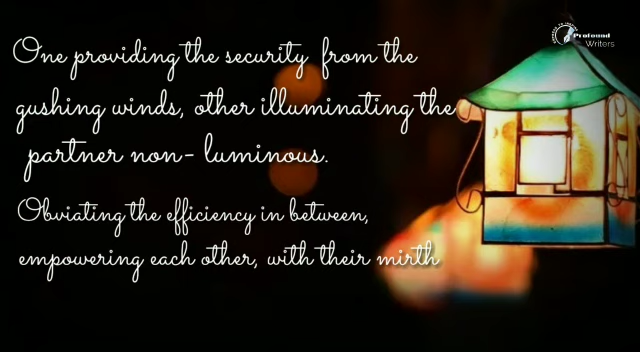 Profound
Writers
One providing the security from the
gushing winds, other illuminating the
partner non-luminous.
Obviating the efficiency in between,
empowering each other, with their mirth